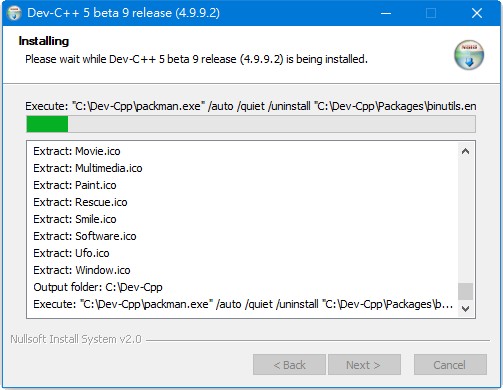 Dev-C++ 5 beta 9 release (4.9.9.2)
Installing
Please wait while Dev-C++ 5 beta 9 release (4.9.9.2) is being installed.
Execute: "C:\Dev-Cpp\packman.exe" /auto /quiet /uninstall "C:\Dev-Cpp\Packages\binutils.en
Extract: Movie.ico
Extract: Multimedia.ico
Extract: Paint.ico
Extract: Rescue.ico
Extract: Smile.ico
Extract: Software.ico
Extract: Ufo.ico
Extract: Window.ico
Output folder: C:\Dev-Cpp
Execute: "C:\Dev-Cpp\packman.exe" /auto /quiet /uninstall "C:\Dev-Cpp\Packages\b...
Nullsoft Install System v2.0
< Back Next > Cancel